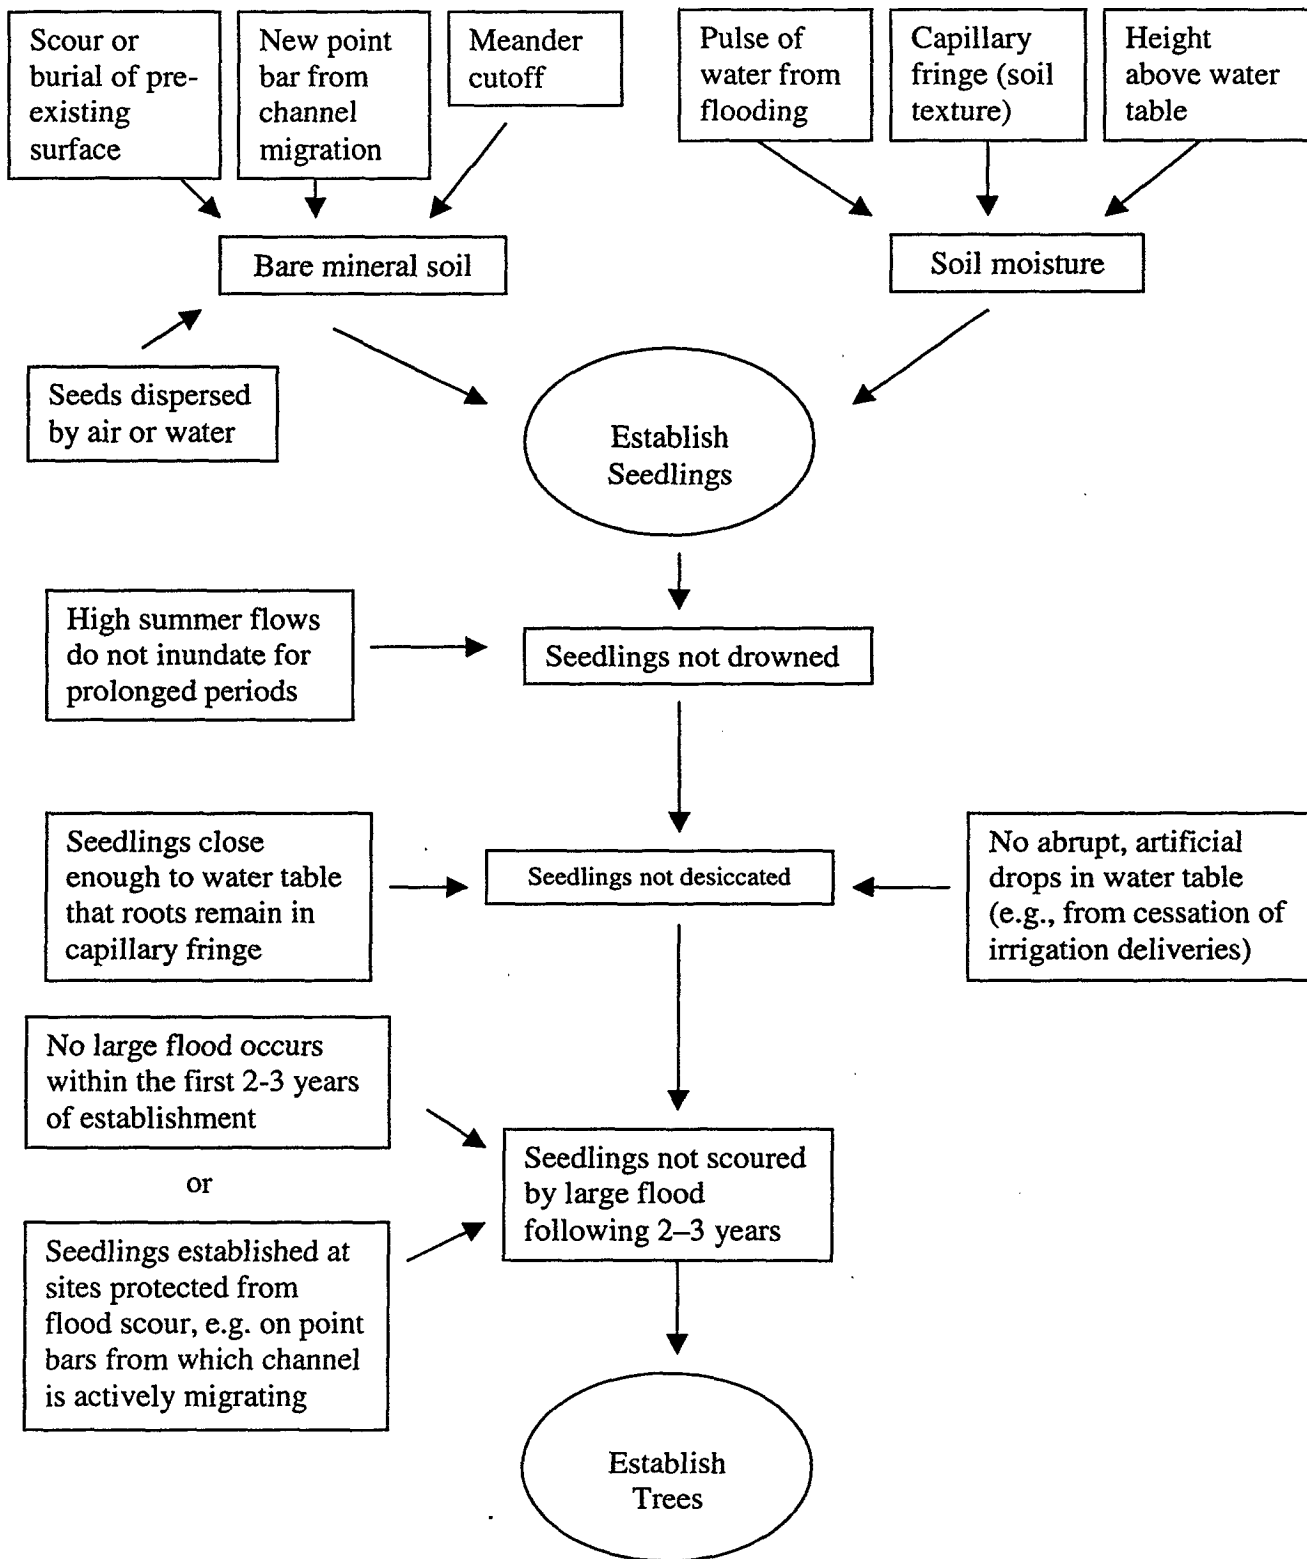 Scour or
burial of pre-
existing
surface
New point
bar from
channel
migration
Meander
cutoff
Pulse of
water from
flooding
Capillary
fringe (soil
texture)
Height
above water
table
Bare mineral soil
Soil moisture
Seeds dispersed
by air or water
Establish
Seedlings
High summer flows
do not inundate for
prolonged periods
Seedlings not drowned
Seedlings close
enough to water table
that roots remain in
capillary fringe
Seedlings not desiccated
No abrupt, artificial
drops in water table
(e.g., from cessation of
irrigation deliveries)
No large flood occurs
within the first 2-3 years
of establishment
or
Seedlings established at
sites protected from
flood scour, e.g. on point
bars from which channel
is actively migrating
Seedlings not scoured
by large flood
following 2–3 years
Establish
Trees